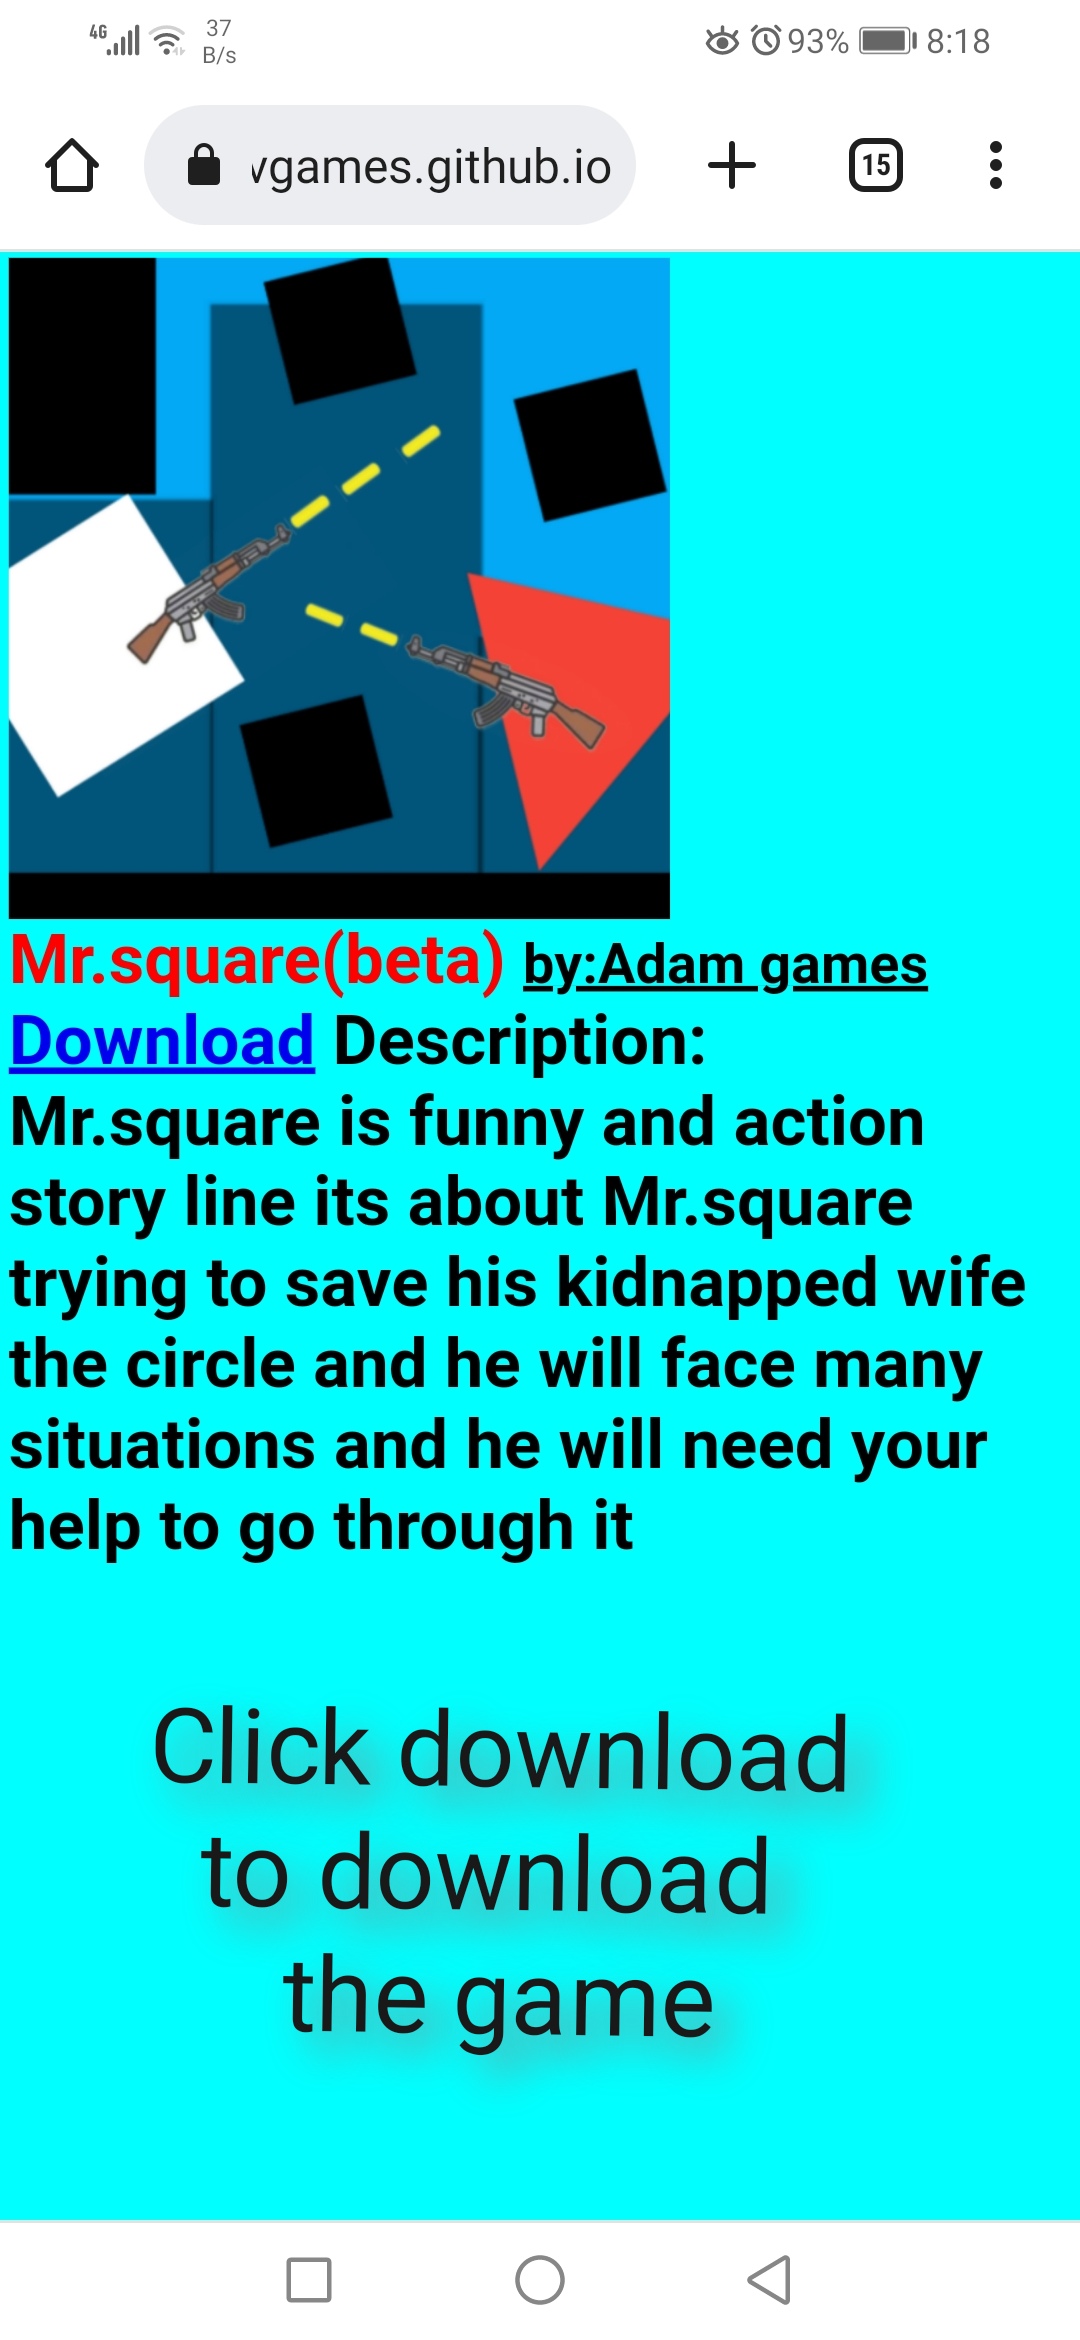 4G 37 B/s 93% 8:18
vgames.github.io 15
Mr.square(beta) by:Adam games
Download Description:
Mr.square is funny and action
story line its about Mr.square
trying to save his kidnapped wife
the circle and he will face many
situations and he will need your
help to go through it
Click download
to download
the game